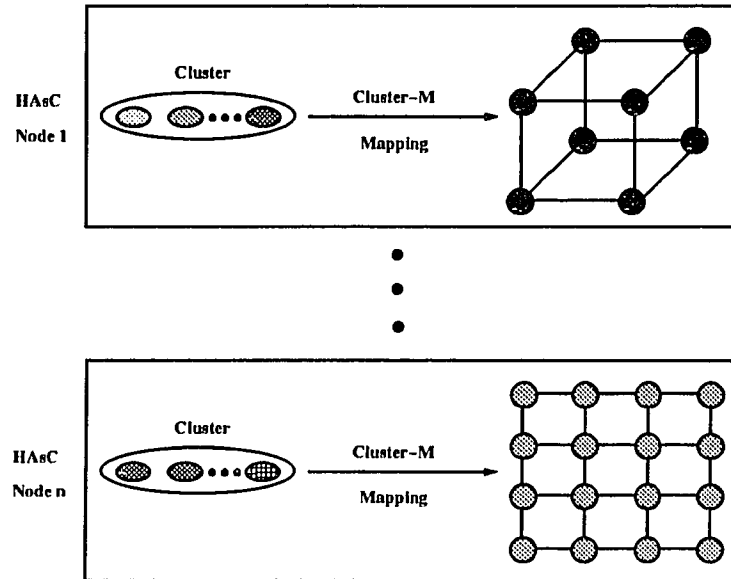 Cluster
HAsC
Node 1
Cluster-M
Mapping
Cluster
HAsC
Node n
Cluster-M
Mapping